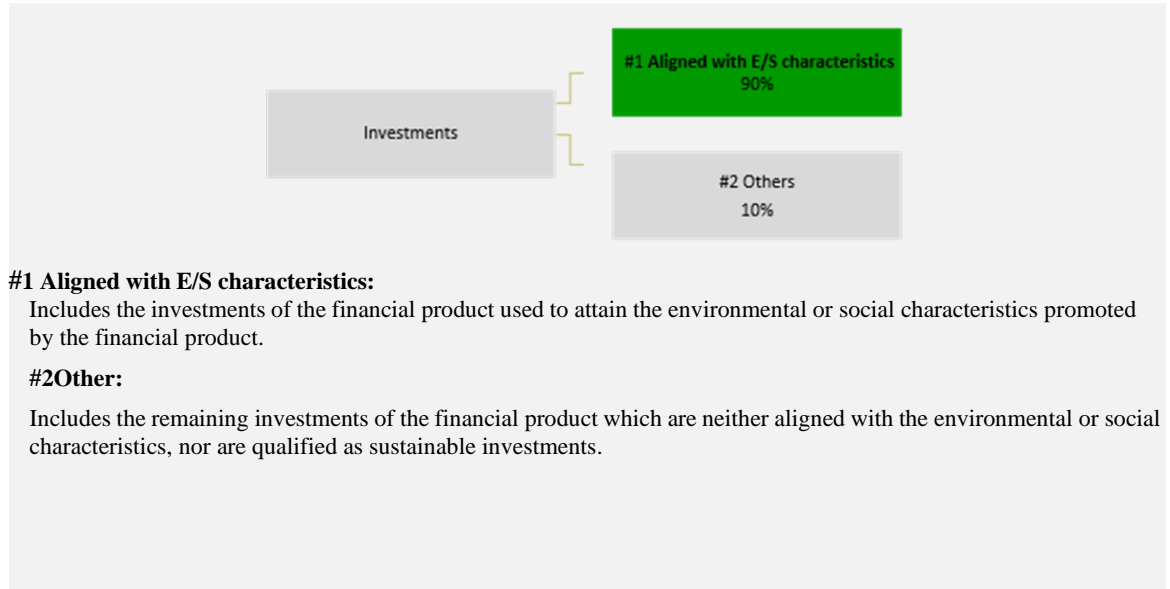 #1 Aligned with E/S characteristics
90%
Investments
#2 Others
10%
#1 Aligned with E/S characteristics:
Includes the investments of the financial product used to attain the environmental or social characteristics promoted
by the financial product.
#2Other:
Includes the remaining investments of the financial product which are neither aligned with the environmental or social
characteristics, nor are qualified as sustainable investments.